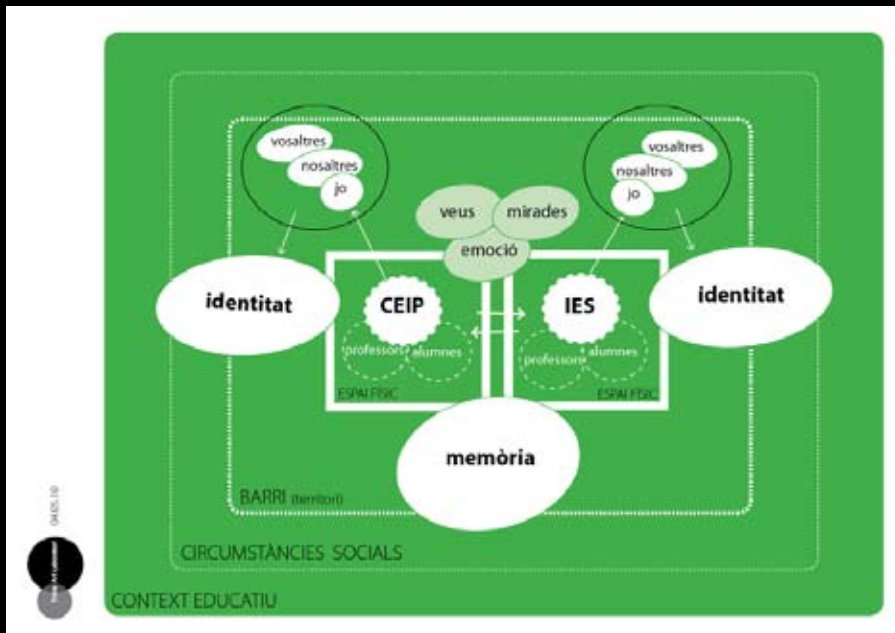 vosaltres
nosaltres
jo
vosaltres
nosaltres
jo
veus
mirades
emoció
identitat
CEIP
IES
identitat
professors
alumnes
professors
alumnes
ESPAI FÍSIC
ESPAI FÍSIC
memòria
BARRI (territori)
CIRCUMSTÀNCIES SOCIALS
CONTEXT EDUCATIU